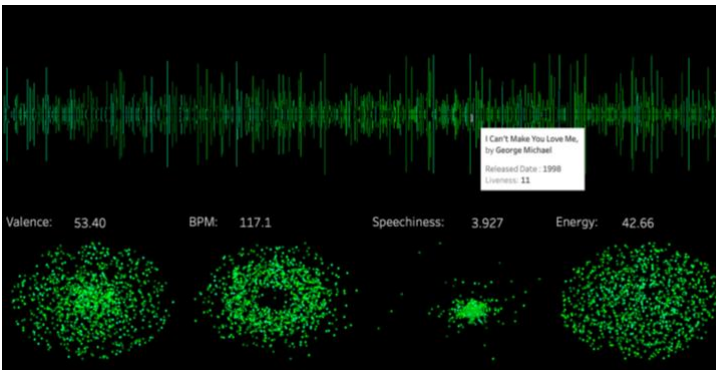 I Can't Make You Love Me,
by George Michael
Released Date : 1998
Liveness: 11
Valence: 53.40
BPM: 117.1
Speechiness: 3.927
Energy: 42.66